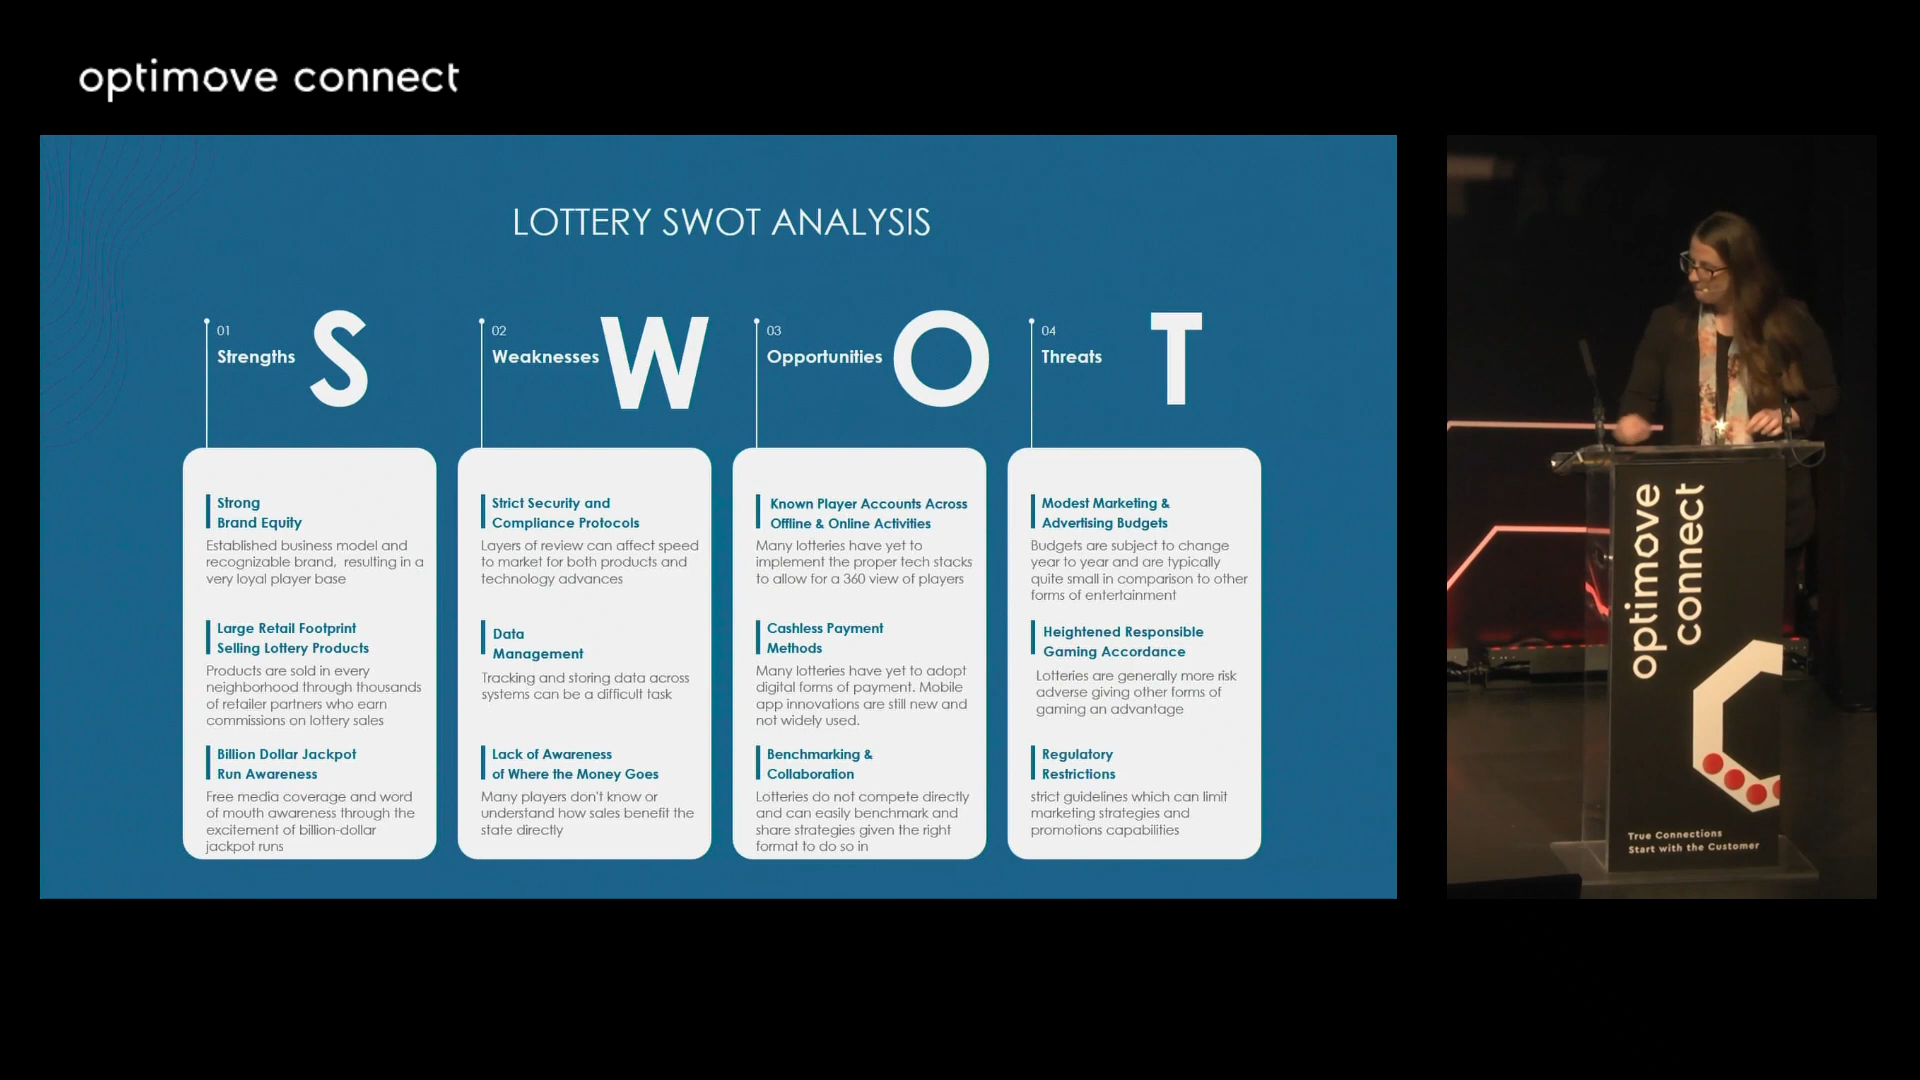 optimove connect
LOTTERY SWOT ANALYSIS
01
Strengths
S
Strong
Brand Equity
Established business model and
recognizable brand, resulting in a
very loyal player base
Large Retail Footprint
Selling Lottery Products
Products are sold in every
neighborhood through thousands
of retailer partners who earn
commissions on lottery sales
Billion Dollar Jackpot
Run Awareness
Free media coverage and word
of mouth awareness through the
excitement of billion-dollar
jackpot runs
02
Weaknesses
W
Strict Security and
Compliance Protocols
Layers of review can affect speed
to market for both products and
technology advances
Data
Management
Tracking and storing data across
systems can be a difficult task
Lack of Awareness
of Where the Money Goes
Many players don't know or
understand how sales benefit the
state directly
03
Opportunities
O
Known Player Accounts Across
Offline & Online Activities
Many lotteries have yet to
implement the proper tech stacks
to allow for a 360 view of players
Cashless Payment
Methods
Many lotteries have yet to adopt
digital forms of payment. Mobile
app innovations are still new and
not widely used.
Benchmarking &
Collaboration
Lotteries do not compete directly
and can easily benchmark and
share strategies given the right
format to do so in
04
Threats
T
Modest Marketing &
Advertising Budgets
Budgets are subject to change
year to year and are typically
quite small in comparison to other
forms of entertainment
Heightened Responsible
Gaming Accordance
Lotteries are generally more risk
adverse giving other forms of
gaming an advantage
Regulatory
Restrictions
strict guidelines which can limit
marketing strategies and
promotions capabilities
optimove
connect
True Connections
Start with the Customer